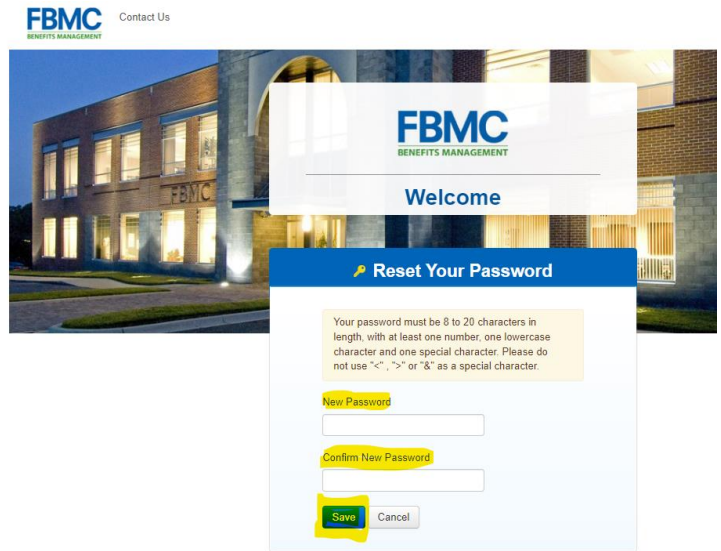 FBMC
BENEFITS MANAGEMENT
Contact Us
FBMC
FBMC
BENEFITS MANAGEMENT
Welcome
Reset Your Password
Your password must be 8 to 20 characters in
length, with at least one number, one lowercase
character and one special character. Please do
not use "<" , ">" or "&" as a special character.
New Password
Confirm New Password
Save Cancel